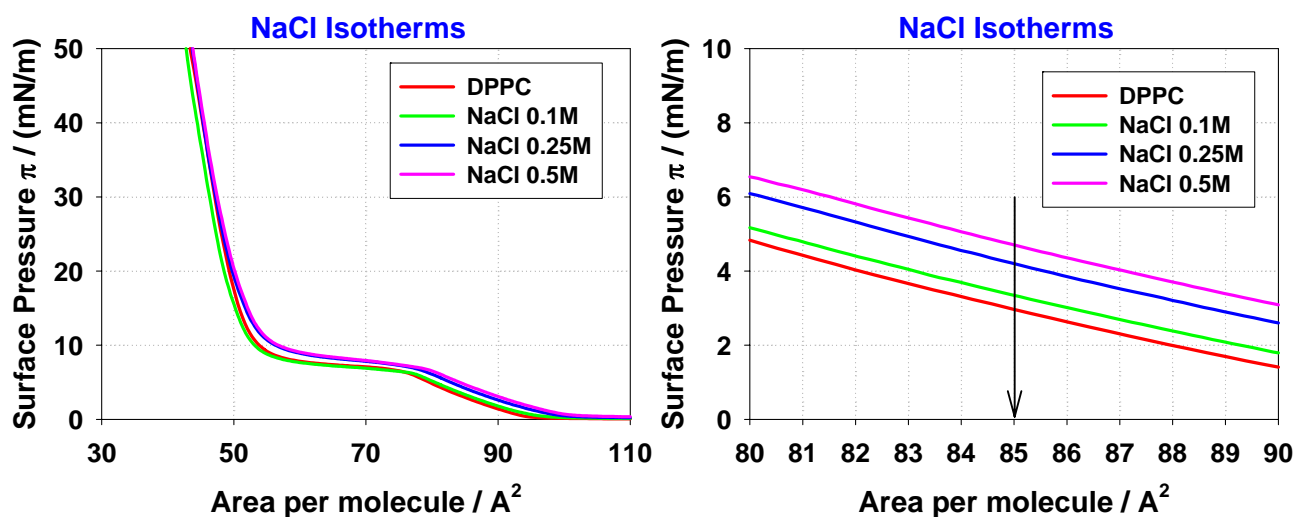 NaCl Isotherms
Surface Pressure π / (mN/m)
50
40
30
20
10
0
DPPC
NaCl 0.1M
NaCl 0.25M
NaCl 0.5M
30 50 70 90 110
Area per molecule / A²
NaCl Isotherms
Surface Pressure π / (mN/m)
10
8
6
4
2
0
DPPC
NaCl 0.1M
NaCl 0.25M
NaCl 0.5M
80 81 82 83 84 85 86 87 88 89 90
Area per molecule / A²